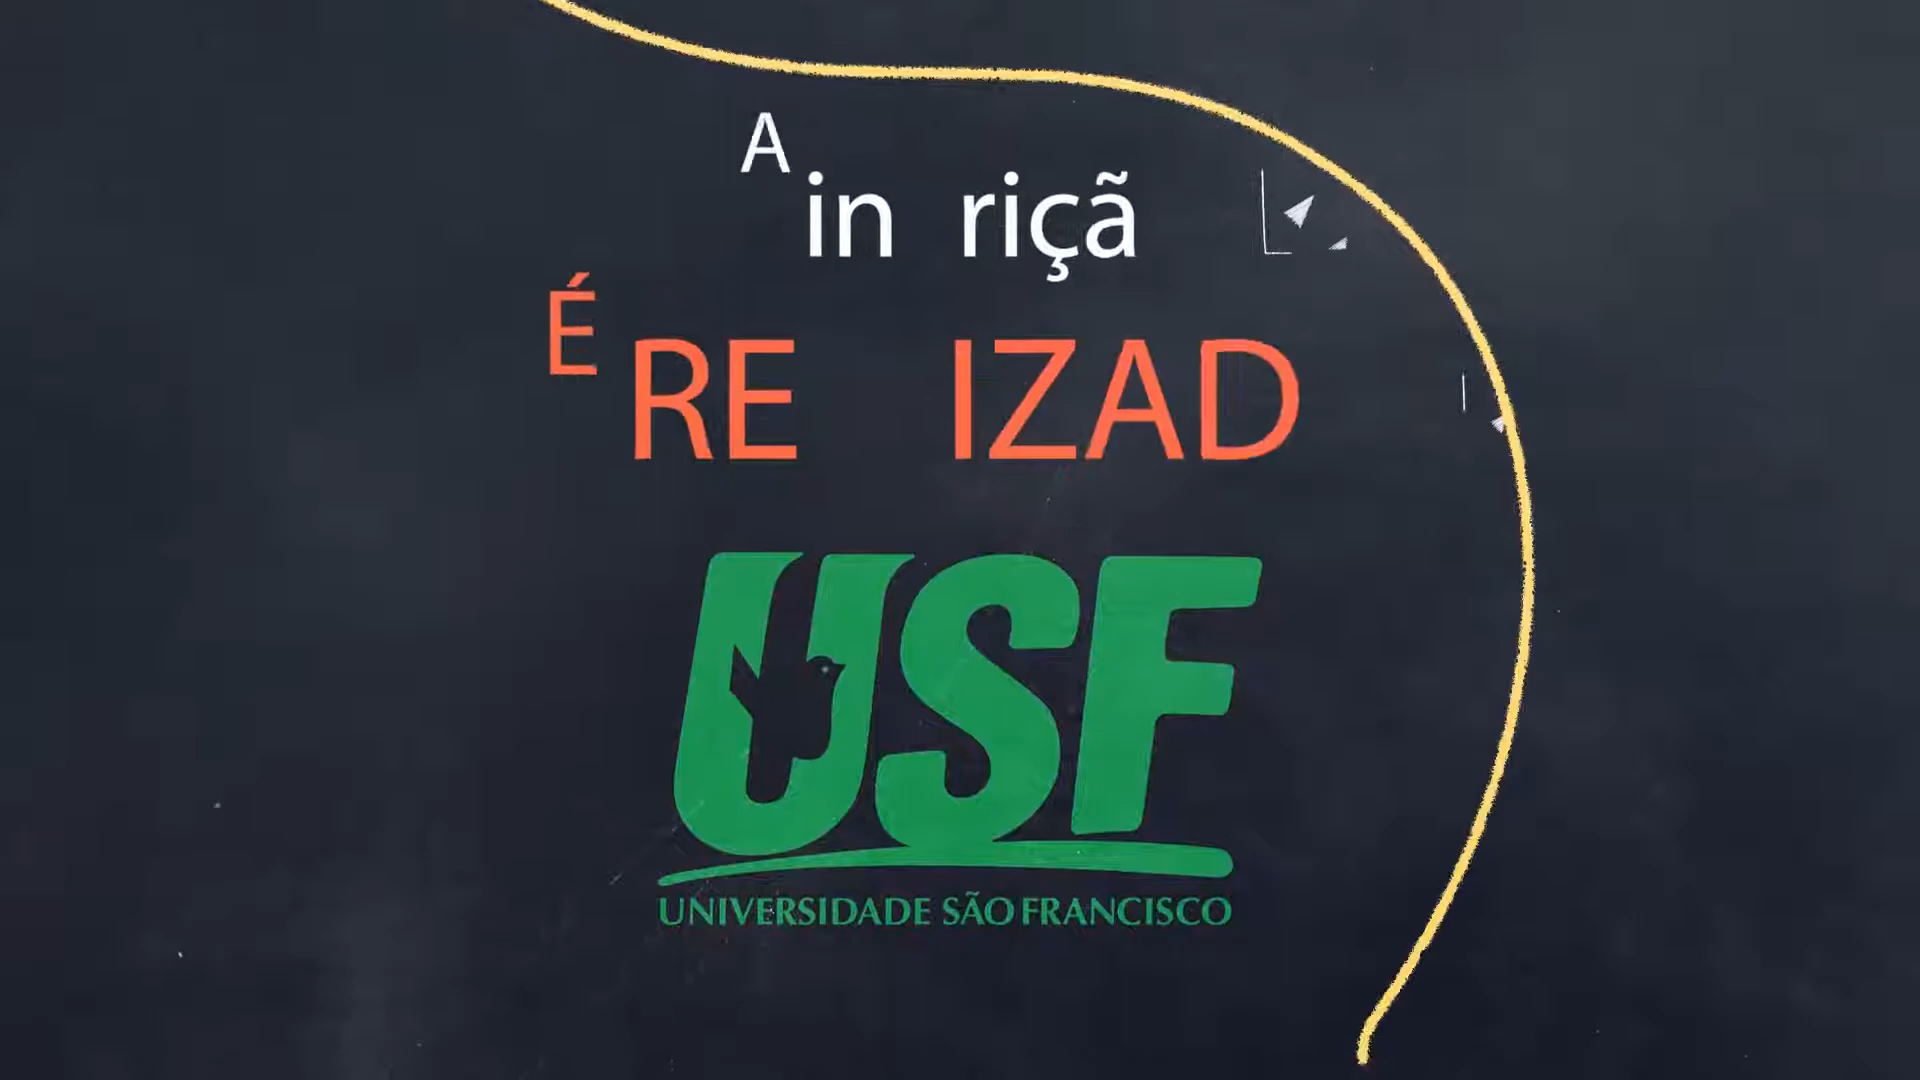 A
in riçã
É
RE IZAD
USF
UNIVERSIDADE SÃO FRANCISCO